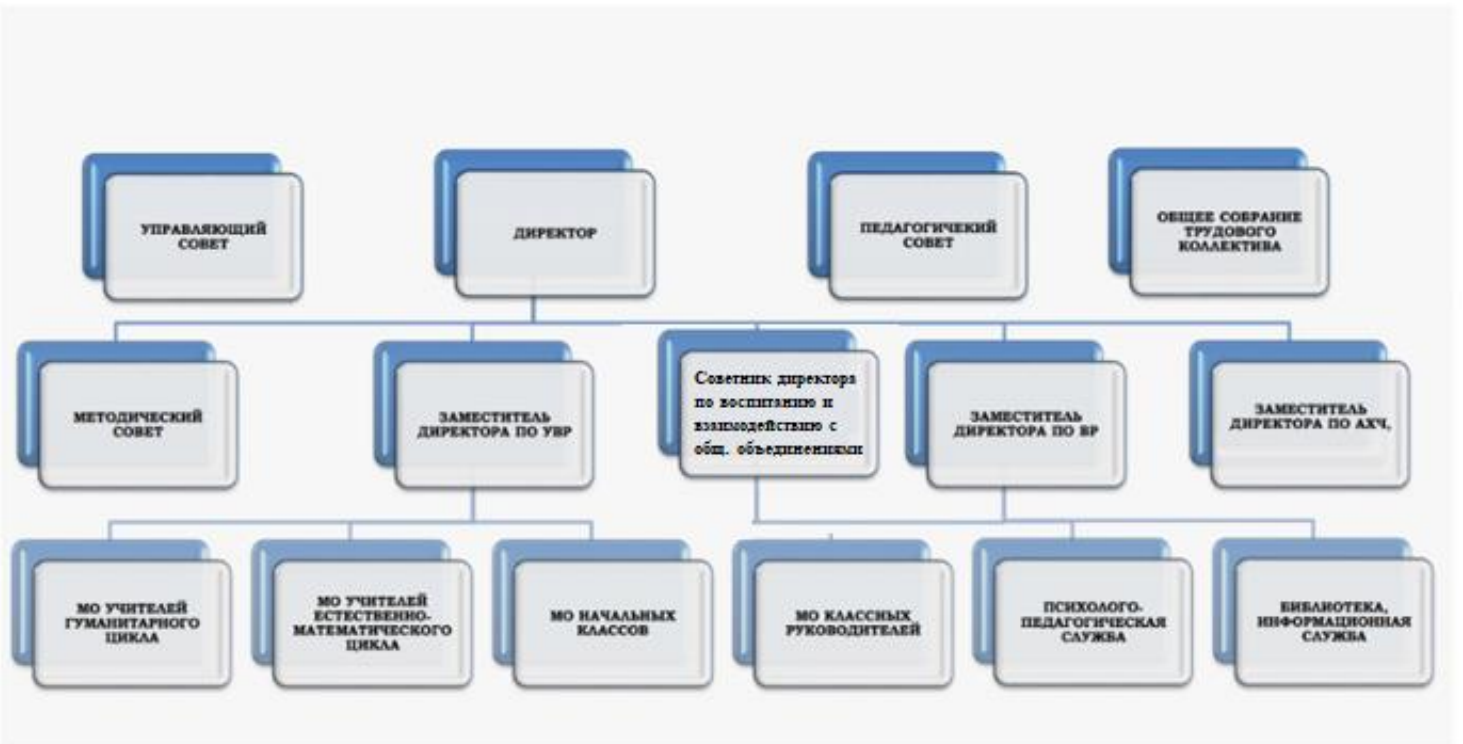 УПРАВЛЯЮЩИЙ
СОВЕТ
ДИРЕКТОР
ПЕДАГОГИЧЕКИЙ
СОВЕТ
ОБЩЕЕ СОБРАНИЕ
ТРУДОВОГО
КОЛЛЕКТИВА
МЕТОДИЧЕСКИЙ
СОВЕТ
ЗАМЕСТИТЕЛЬ
ДИРЕКТОРА ПО УВР
Советник директора
по воспитанию и
взаимодействию с
общ. объединениями
ЗАМЕСТИТЕЛЬ
ДИРЕКТОРА ПО ВР
ЗАМЕСТИТЕЛЬ
ДИРЕКТОРА ПО АХЧ,
МО УЧИТЕЛЕЙ
ГУМАНИТАРНОГО
ЦИКЛА
МО УЧИТЕЛЕЙ
ЕСТЕСТВЕННО-
МАТЕМАТИЧЕСКОГО
ЦИКЛА
МО НАЧАЛЬНЫХ
КЛАССОВ
МО КЛАССНЫХ
РУКОВОДИТЕЛЕЙ
ПСИХОЛОГО-
ПЕДАГОГИЧЕСКАЯ
СЛУЖБА
БИБЛИОТЕКА,
ИНФОРМАЦИОННАЯ
СЛУЖБА